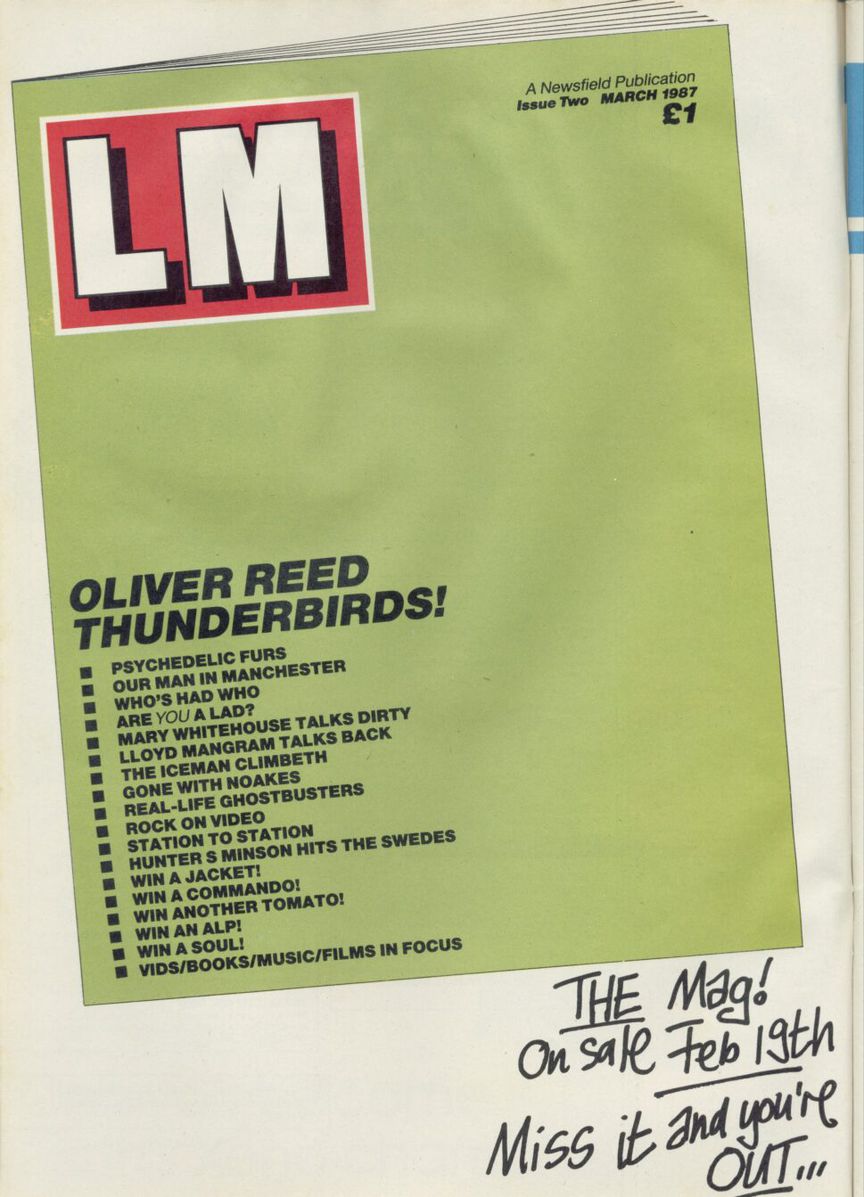 A Newsfield Publication
Issue Two MARCH 1987
£1
LM
OLIVER REED
THUNDERBIRDS!
■ PSYCHEDELIC FURS
■ OUR MAN IN MANCHESTER
■ WHO'S HAD WHO
■ ARE YOU A LAD?
■ MARY WHITEHOUSE TALKS DIRTY
■ LLOYD MANGRAM TALKS BACK
■ THE ICEMAN CLIMBETH
■ GONE WITH NOAKES
■ REAL-LIFE GHOSTBUSTERS
■ ROCK ON VIDEO
■ STATION TO STATION
■ HUNTER S MINSON HITS THE SWEDES
■ WIN A JACKET!
■ WIN A COMMANDO!
■ WIN ANOTHER TOMATO!
■ WIN AN ALP!
■ WIN A SOUL!
■ VIDS/BOOKS/MUSIC/FILMS IN FOCUS
THE Mag!
On sale Feb 19th
Miss it and you're
OUT...